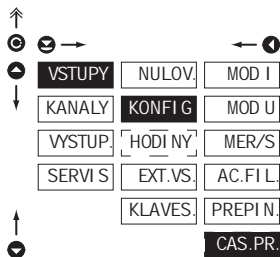 VSTUPY NULOV. MOD I
KANALY KONFIG MOD U
VYSTUP. HODINY MER/S
SERVIS EXT.VS. AC.FIL.
KLAVES. PREPIN.
CAS.PR.